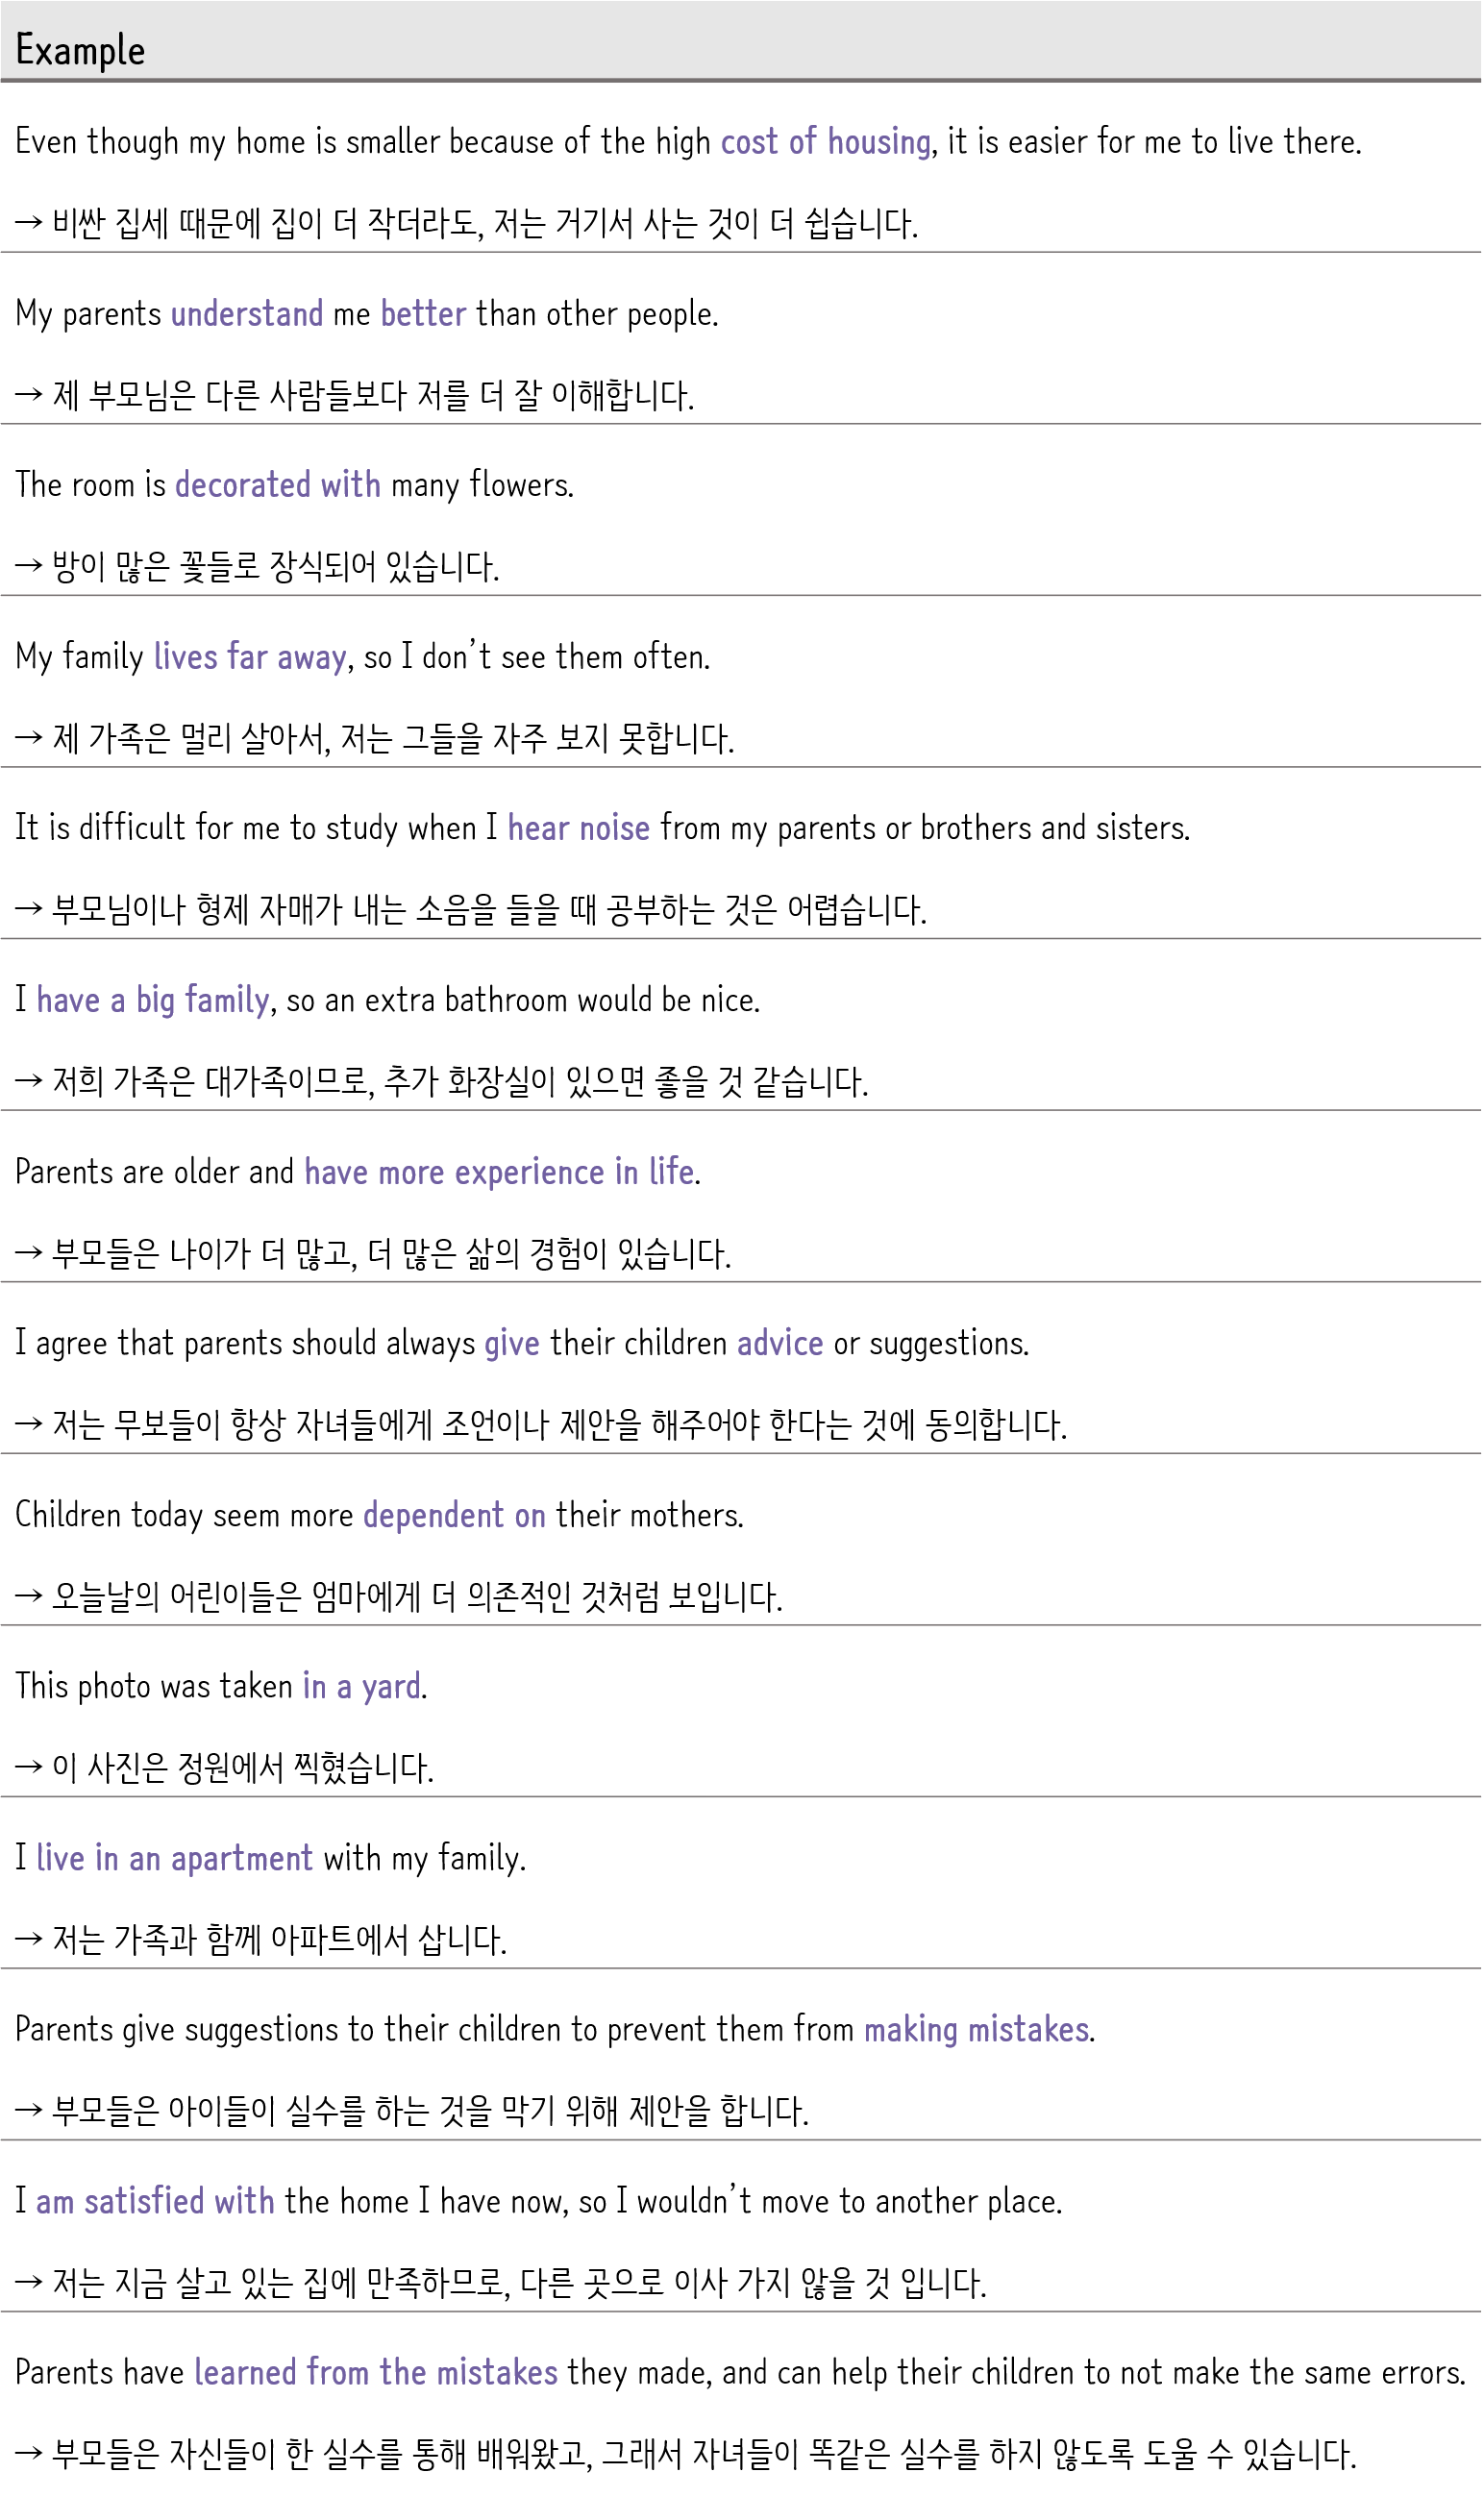 Example
Even though my home is smaller because of the high cost of housing, it is easier for me to live there.
→ 비싼 집세 때문에 집이 더 작더라도, 저는 거기서 사는 것이 더 쉽습니다.
My parents understand me better than other people.
→ 제 부모님은 다른 사람들보다 저를 더 잘 이해합니다.
The room is decorated with many flowers.
→ 방이 많은 꽃들로 장식되어 있습니다.
My family lives far away, so I don’t see them often.
→ 제 가족은 멀리 살아서, 저는 그들을 자주 보지 못합니다.
It is difficult for me to study when I hear noise from my parents or brothers and sisters.
→ 부모님이나 형제 자매가 내는 소음을 들을 때 공부하는 것은 어렵습니다.
I have a big family, so an extra bathroom would be nice.
→ 저희 가족은 대가족이므로, 추가 화장실이 있으면 좋을 것 같습니다.
Parents are older and have more experience in life.
→ 부모들은 나이가 더 많고, 더 많은 삶의 경험이 있습니다.
I agree that parents should always give their children advice or suggestions.
→ 저는 무보들이 항상 자녀들에게 조언이나 제안을 해주어야 한다는 것에 동의합니다.
Children today seem more dependent on their mothers.
→ 오늘날의 어린이들은 엄마에게 더 의존적인 것처럼 보입니다.
This photo was taken in a yard.
→ 이 사진은 정원에서 찍혔습니다.
I live in an apartment with my family.
→ 저는 가족과 함께 아파트에서 삽니다.
Parents give suggestions to their children to prevent them from making mistakes.
→ 부모들은 아이들이 실수를 하는 것을 막기 위해 제안을 합니다.
I am satisfied with the home I have now, so I wouldn’t move to another place.
→ 저는 지금 살고 있는 집에 만족하므로, 다른 곳으로 이사 가지 않을 것 입니다.
Parents have learned from the mistakes they made, and can help their children to not make the same errors.
→ 부모들은 자신들이 한 실수를 통해 배워왔고, 그래서 자녀들이 똑같은 실수를 하지 않도록 도울 수 있습니다.